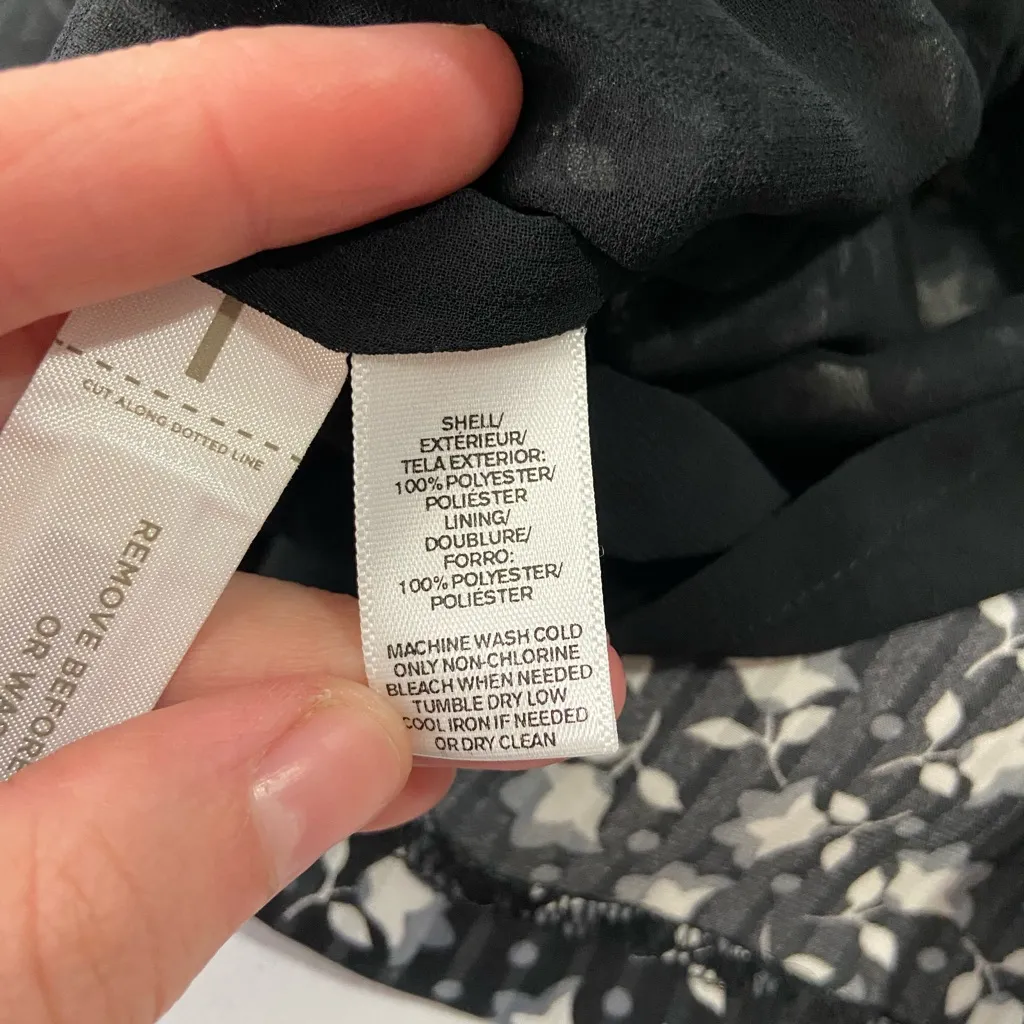 CUT ALONG DOTTED LINE
REMOVE BEFORE
OR
SHELL/
EXTÉRIEUR/
TELA EXTERIOR:
100% POLYESTER/
POLIÉSTER
LINING/
DOUBLURE/
FORRO:
100% POLYESTER/
POLIÉSTER
MACHINE WASH COLD
ONLY NON-CHLORINE
BLEACH WHEN NEEDED
TUMBLE DRY LOW
COOL IRON IF NEEDED
OR DRY CLEAN